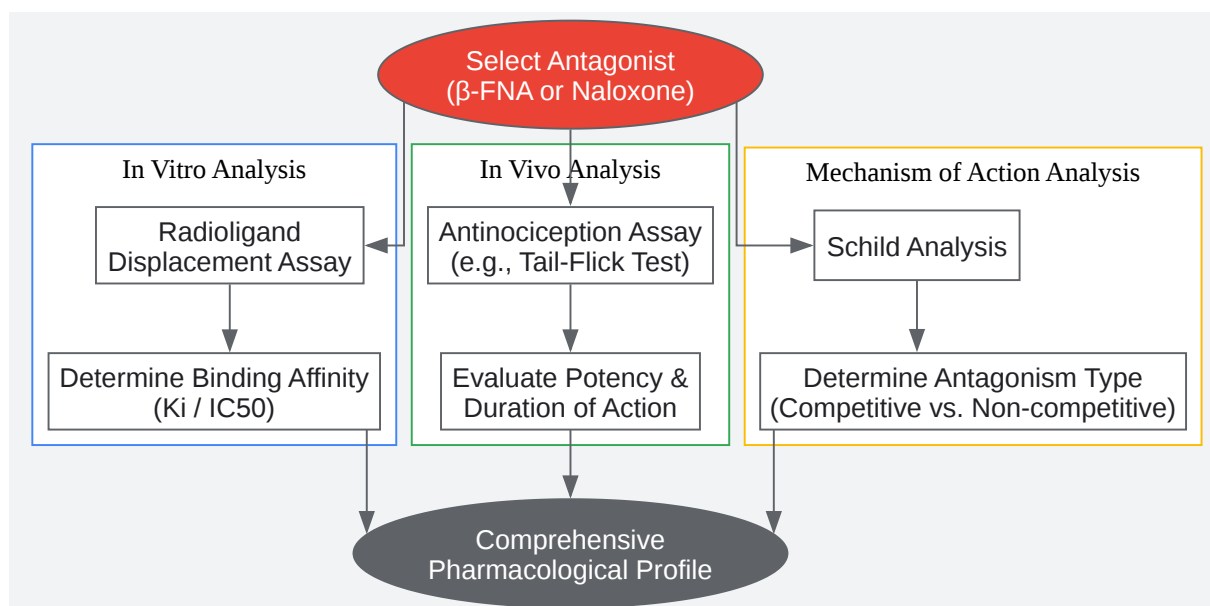 Select Antagonist
(β-FNA or Naloxone)
In Vitro Analysis
Radioligand
Displacement Assay
Determine Binding Affinity
(Ki / IC50)
In Vivo Analysis
Antinociception Assay
(e.g., Tail-Flick Test)
Evaluate Potency &
Duration of Action
Mechanism of Action Analysis
Schild Analysis
Determine Antagonism Type
(Competitive vs. Non-competitive)
Comprehensive
Pharmacological Profile